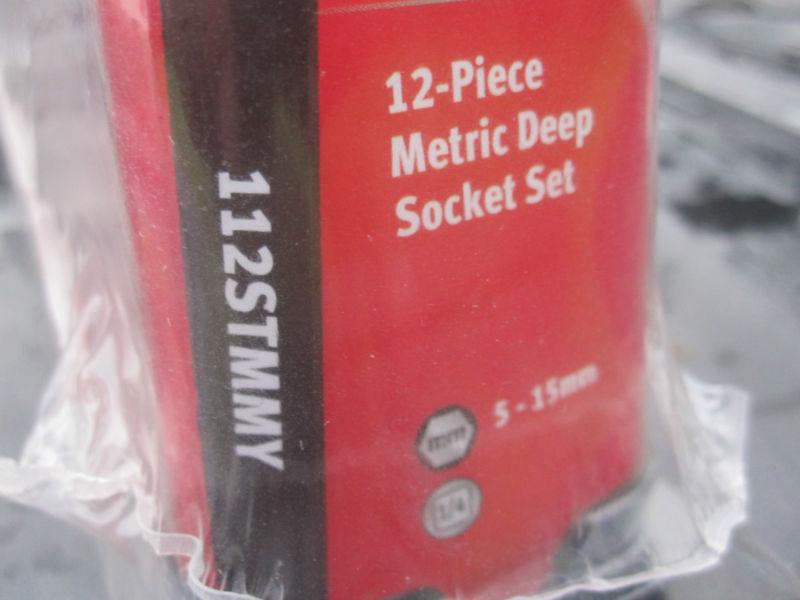 12-Piece
Metric Deep
Socket Set
112STMMY
mm
5 - 15mm
1/4